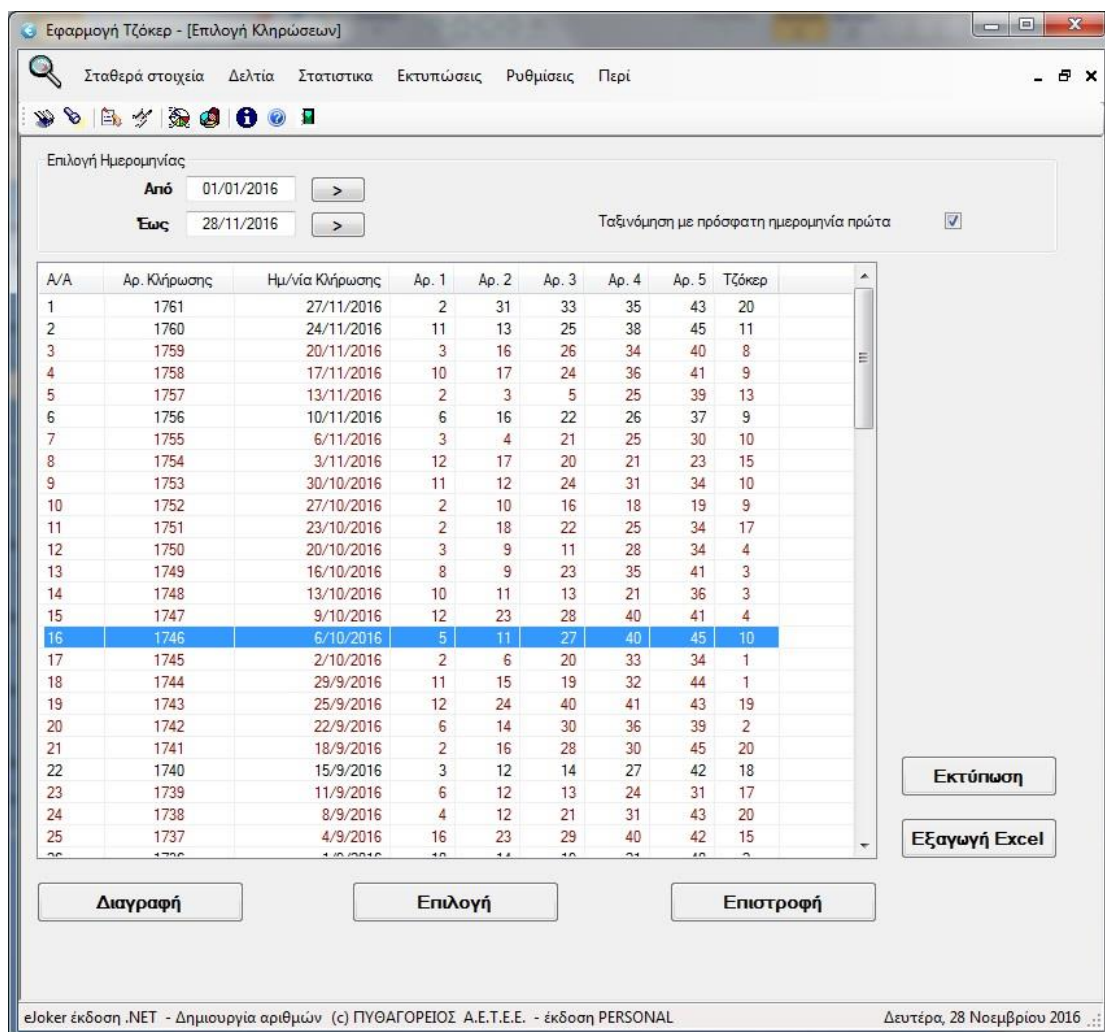 Εφαρμογή Τζόκερ - [Επιλογή Κληρώσεων]
Σταθερά στοιχεία Δελτία Στατιστικα Εκτυπώσεις Ρυθμίσεις Περί
Επιλογή Ημερομηνίας
Από 01/01/2016 >
Έως 28/11/2016 > Ταξινόμηση με πρόσφατη ημερομηνία πρώτα
Α/Α Αρ. Κλήρωσης Ημ/νία Κλήρωσης Αρ. 1 Αρ. 2 Αρ. 3 Αρ. 4 Αρ. 5 Τζόκερ
1 1761 27/11/2016 2 31 33 35 43 20
2 1760 24/11/2016 11 13 25 38 45 11
3 1759 20/11/2016 3 16 26 34 40 8
4 1758 17/11/2016 10 17 24 36 41 9
5 1757 13/11/2016 2 3 5 25 39 13
6 1756 10/11/2016 6 16 22 26 37 9
7 1755 6/11/2016 3 4 21 25 30 10
8 1754 3/11/2016 12 17 20 21 23 15
9 1753 30/10/2016 11 12 24 31 34 10
10 1752 27/10/2016 2 10 16 18 19 9
11 1751 23/10/2016 2 18 22 25 34 17
12 1750 20/10/2016 3 9 11 28 34 4
13 1749 16/10/2016 8 9 23 35 41 3
14 1748 13/10/2016 10 11 13 21 36 3
15 1747 9/10/2016 12 23 28 40 41 4
16 1746 6/10/2016 5 11 27 40 45 10
17 1745 2/10/2016 2 6 20 33 34 1
18 1744 29/9/2016 11 15 19 32 44 1
19 1743 25/9/2016 12 24 40 41 43 19
20 1742 22/9/2016 6 14 30 36 39 2
21 1741 18/9/2016 2 16 28 30 45 20
22 1740 15/9/2016 3 12 14 27 42 18
23 1739 11/9/2016 6 12 13 24 31 17
24 1738 8/9/2016 4 12 21 31 43 20
25 1737 4/9/2016 16 23 29 40 42 15
Εκτύπωση
Εξαγωγή Excel
Διαγραφή Επιλογή Επιστροφή
eJoker έκδοση .NET - Δημιουργία αριθμών (c) ΠΥΘΑΓΟΡΕΙΟΣ Α.Ε.Τ.Ε.Ε. - έκδοση PERSONAL Δευτέρα, 28 Νοεμβρίου 2016